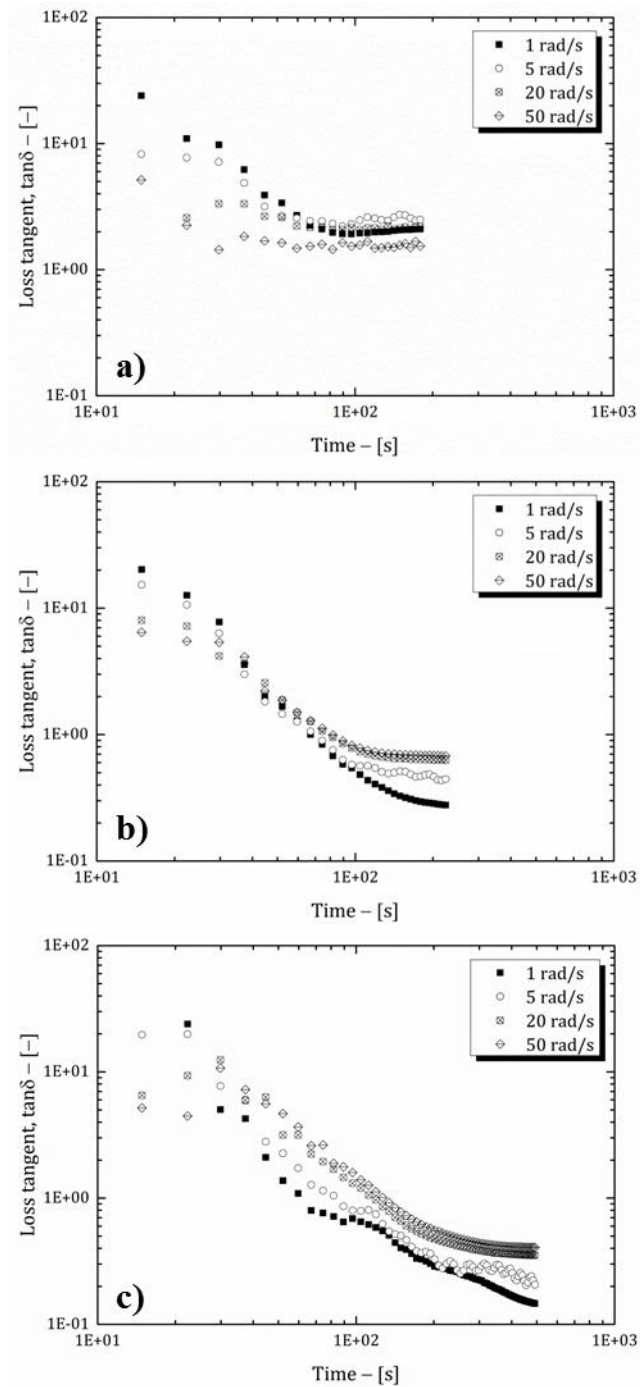 1E+02
1 rad/s
5 rad/s
20 rad/s
50 rad/s
1E+01
1E+00
1E-01
Loss tangent, tanδ – [–]
a)
1E+01
1E+02
1E+03
Time – [s]
1E+02
1 rad/s
5 rad/s
20 rad/s
50 rad/s
1E+01
1E+00
1E-01
Loss tangent, tanδ – [–]
b)
1E+01
1E+02
1E+03
Time – [s]
1E+02
1 rad/s
5 rad/s
20 rad/s
50 rad/s
1E+01
1E+00
1E-01
Loss tangent, tanδ – [–]
c)
1E+01
1E+02
1E+03
Time – [s]